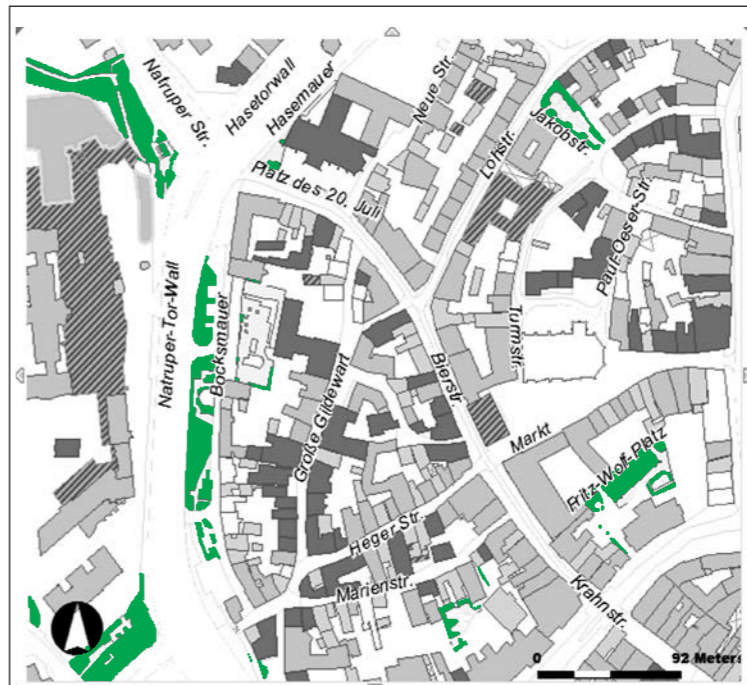 Natruper Str.
Hasetorwall
Hasemauer
Neue Str.
Lohstr.
Jakobstr.
Platz des 20. Juli
Paul-Oeser-Str.
Natruper-Tor-Wall
Bocksmauer
Große Gildewart
Bierstr.
Turmstr.
Markt
Fritz-Wolf-Platz
Heger Str.
Marienstr.
Krahnstr.
0 92 Meters